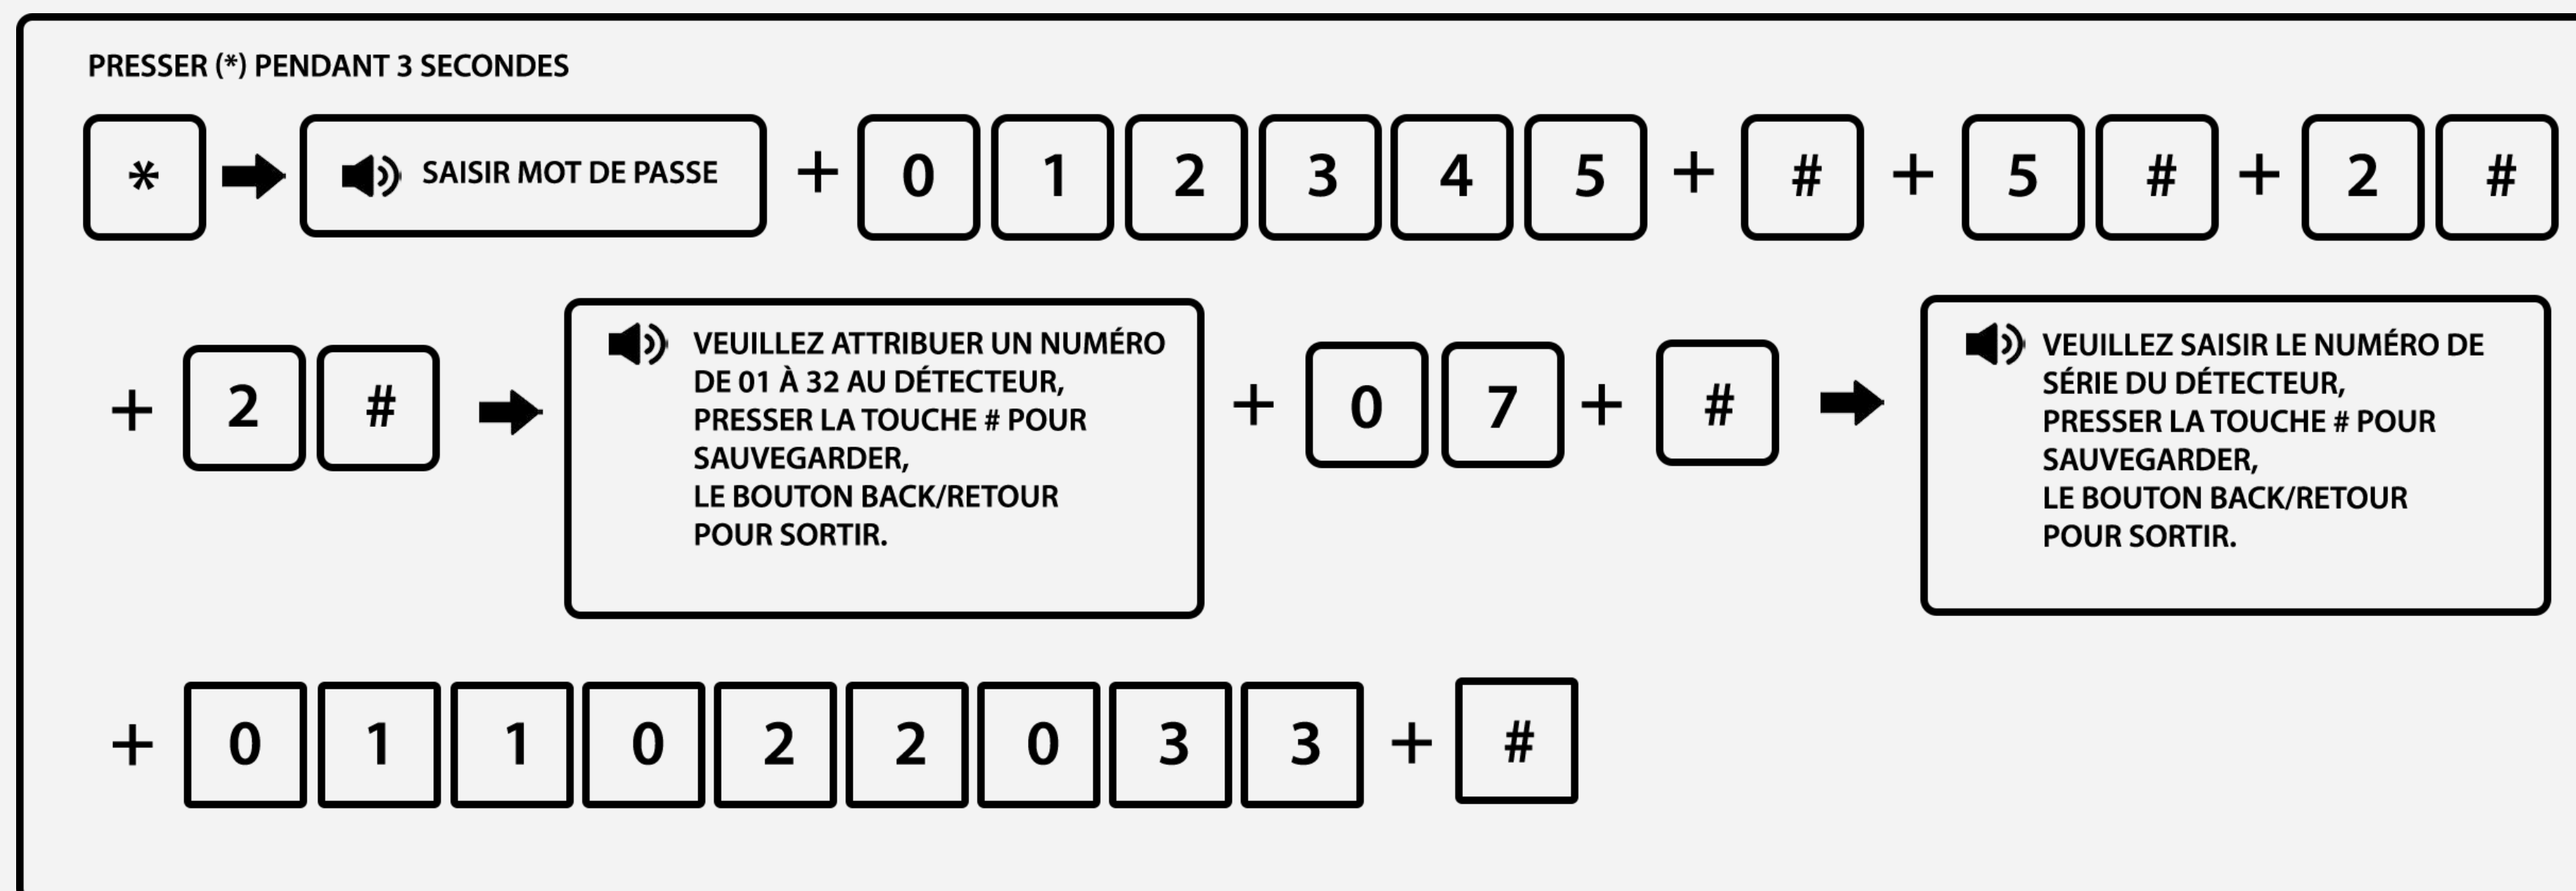 PRESSER (*) PENDANT 3 SECONDES
* SAISIR MOT DE PASSE + 0 1 2 3 4 5 + # + 5 # + 2 #
+ 2 #
VEUILLEZ ATTRIBUER UN NUMÉRO
DE 01 À 32 AU DÉTECTEUR,
PRESSER LA TOUCHE # POUR
SAUVEGARDER,
LE BOUTON BACK/RETOUR
POUR SORTIR.
+ 0 7 + #
VEUILLEZ SAISIR LE NUMÉRO DE
SÉRIE DU DÉTECTEUR,
PRESSER LA TOUCHE # POUR
SAUVEGARDER,
LE BOUTON BACK/RETOUR
POUR SORTIR.
+ 0 1 1 0 2 2 0 3 3 + #